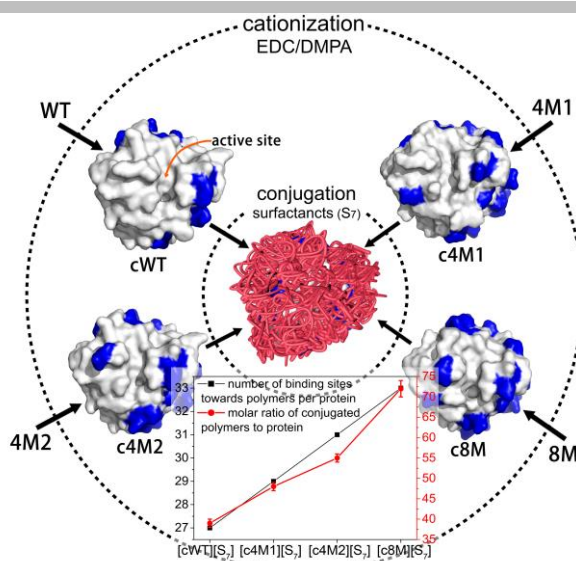 cationization
EDC/DMPA
WT
4M1
active site
conjugation
surfactancts (S₇)
cWT
c4M1
4M2
c4M2
c8M
8M
number of binding sites
towards polymers per protein
molar ratio of conjugated
polymers to protein
33
32
31
30
29
28
27
75
70
65
60
55
50
45
40
35
[cWT][S₇] [c4M1][S₇] [c4M2][S₇] [c8M][S₇]